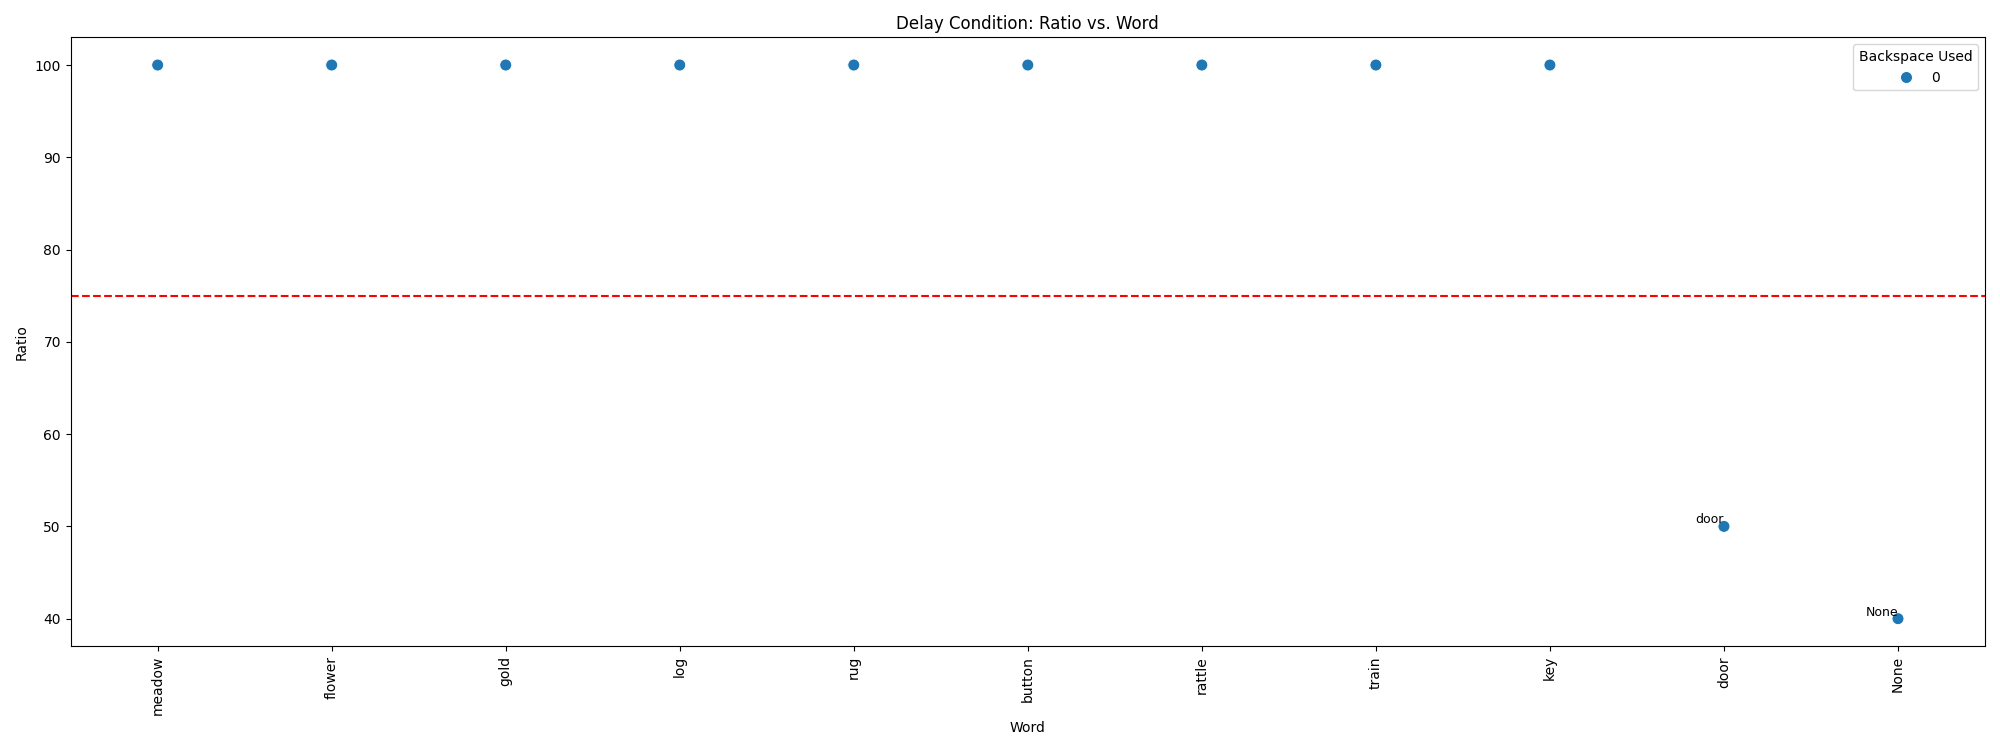 Delay Condition: Ratio vs. Word
Backspace Used
0
100
90
80
70
60
50
40
Ratio
door
None
meadow
flower
gold
log
rug
button
rattle
train
key
door
None
Word